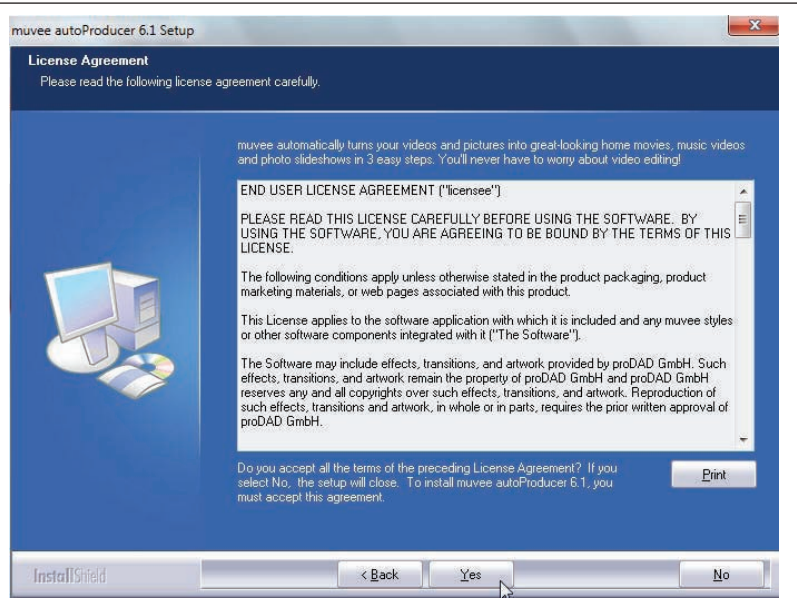 muvee autoProducer 6.1 Setup
License Agreement
Please read the following license agreement carefully.
muvee automatically turns your videos and pictures into great-looking home movies, music videos
and photo slideshows in 3 easy steps. You'll never have to worry about video editing!
END USER LICENSE AGREEMENT ("licensee")
PLEASE READ THIS LICENSE CAREFULLY BEFORE USING THE SOFTWARE. BY
USING THE SOFTWARE, YOU ARE AGREEING TO BE BOUND BY THE TERMS OF THIS
LICENSE.
The following conditions apply unless otherwise stated in the product packaging, product
marketing materials, or web pages associated with this product.
This License applies to the software application with which it is included and any muvee styles
or other software components integrated with it ("The Software").
The Software may include effects, transitions, and artwork provided by proDAD GmbH. Such
effects, transitions, and artwork remain the property of proDAD GmbH and proDAD GmbH
reserves any and all copyrights over such effects, transitions, and artwork. Reproduction of
such effects, transitions and artwork, in whole or in parts, requires the prior written approval of
proDAD GmbH.
Do you accept all the terms of the preceding License Agreement? If you
select No, the setup will close. To install muvee autoProducer 6.1, you
must accept this agreement.
Print
InstallShield
< Back
Yes
No